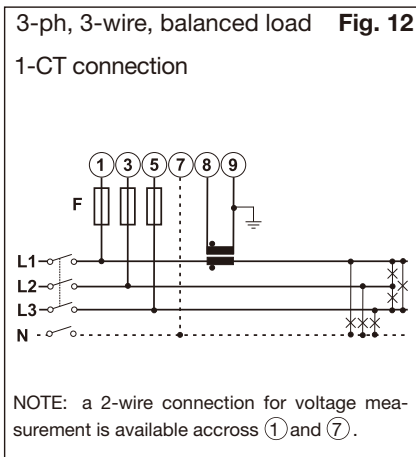 3-ph, 3-wire, balanced load Fig. 12
1-CT connection
1 3 5 7 8 9
F
L1
L2
L3
N
NOTE: a 2-wire connection for voltage mea-
surement is available accross 1 and 7.